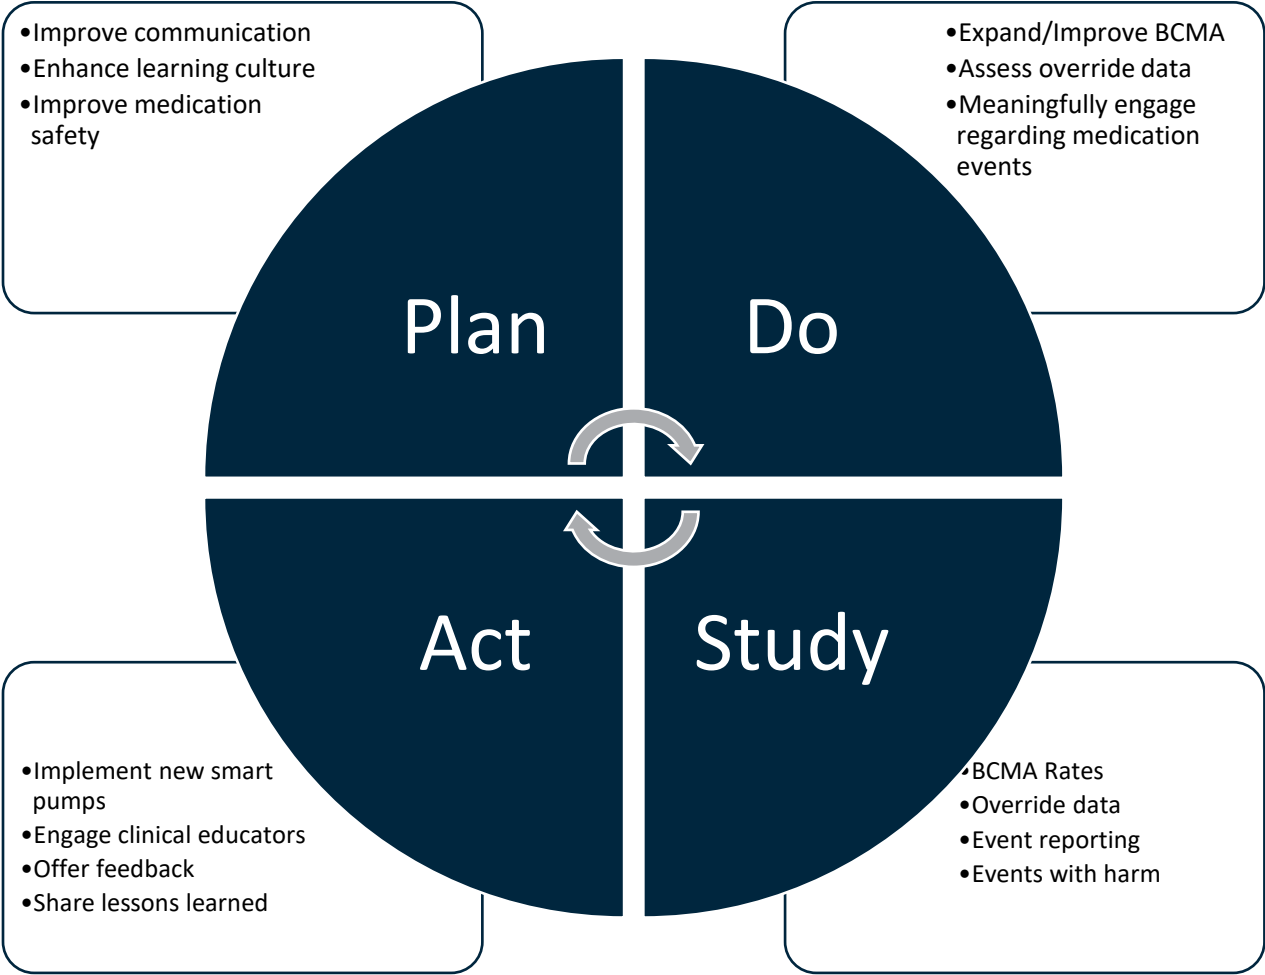 •Improve communication
•Enhance learning culture
•Improve medication
safety
•Expand/Improve BCMA
•Assess override data
•Meaningfully engage
regarding medication
events
Plan
Do
Act
Study
•Implement new smart
pumps
•Engage clinical educators
•Offer feedback
•Share lessons learned
•BCMA Rates
•Override data
•Event reporting
•Events with harm